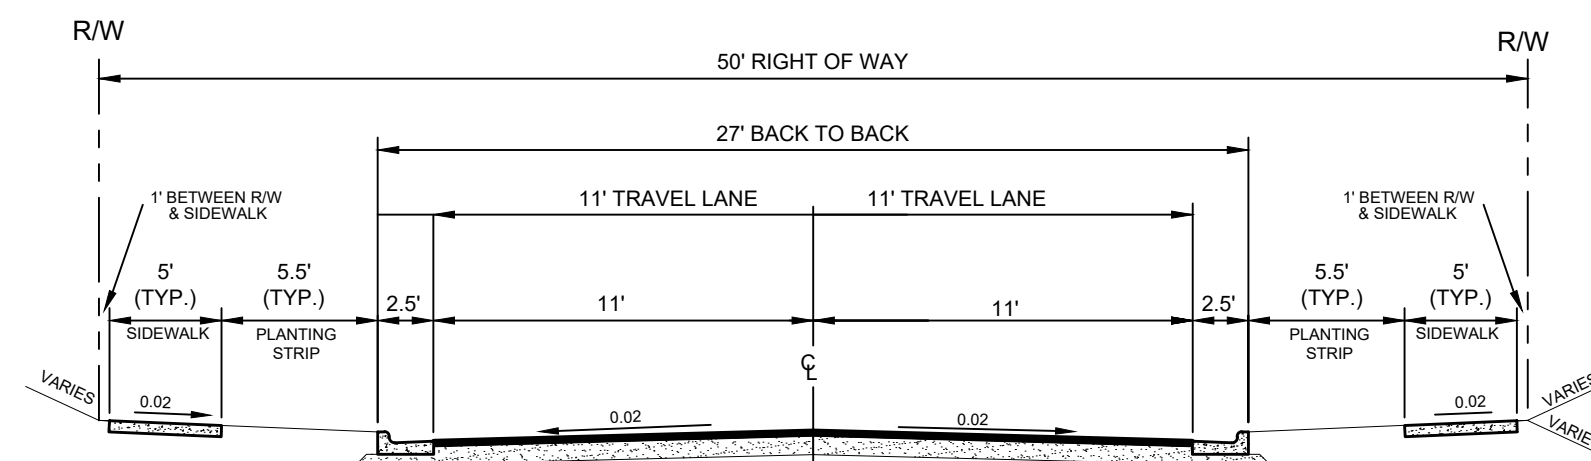 R/W
R/W
50' RIGHT OF WAY
27' BACK TO BACK
1' BETWEEN R/W
& SIDEWALK
11' TRAVEL LANE
11' TRAVEL LANE
1' BETWEEN R/W
& SIDEWALK
5'
(TYP.)
SIDEWALK
5.5'
(TYP.)
PLANTING
STRIP
2.5'
11'
11'
2.5'
5.5'
(TYP.)
PLANTING
STRIP
5'
(TYP.)
SIDEWALK
CL
VARIES
0.02
0.02
0.02
0.02
VARIES
VARIES